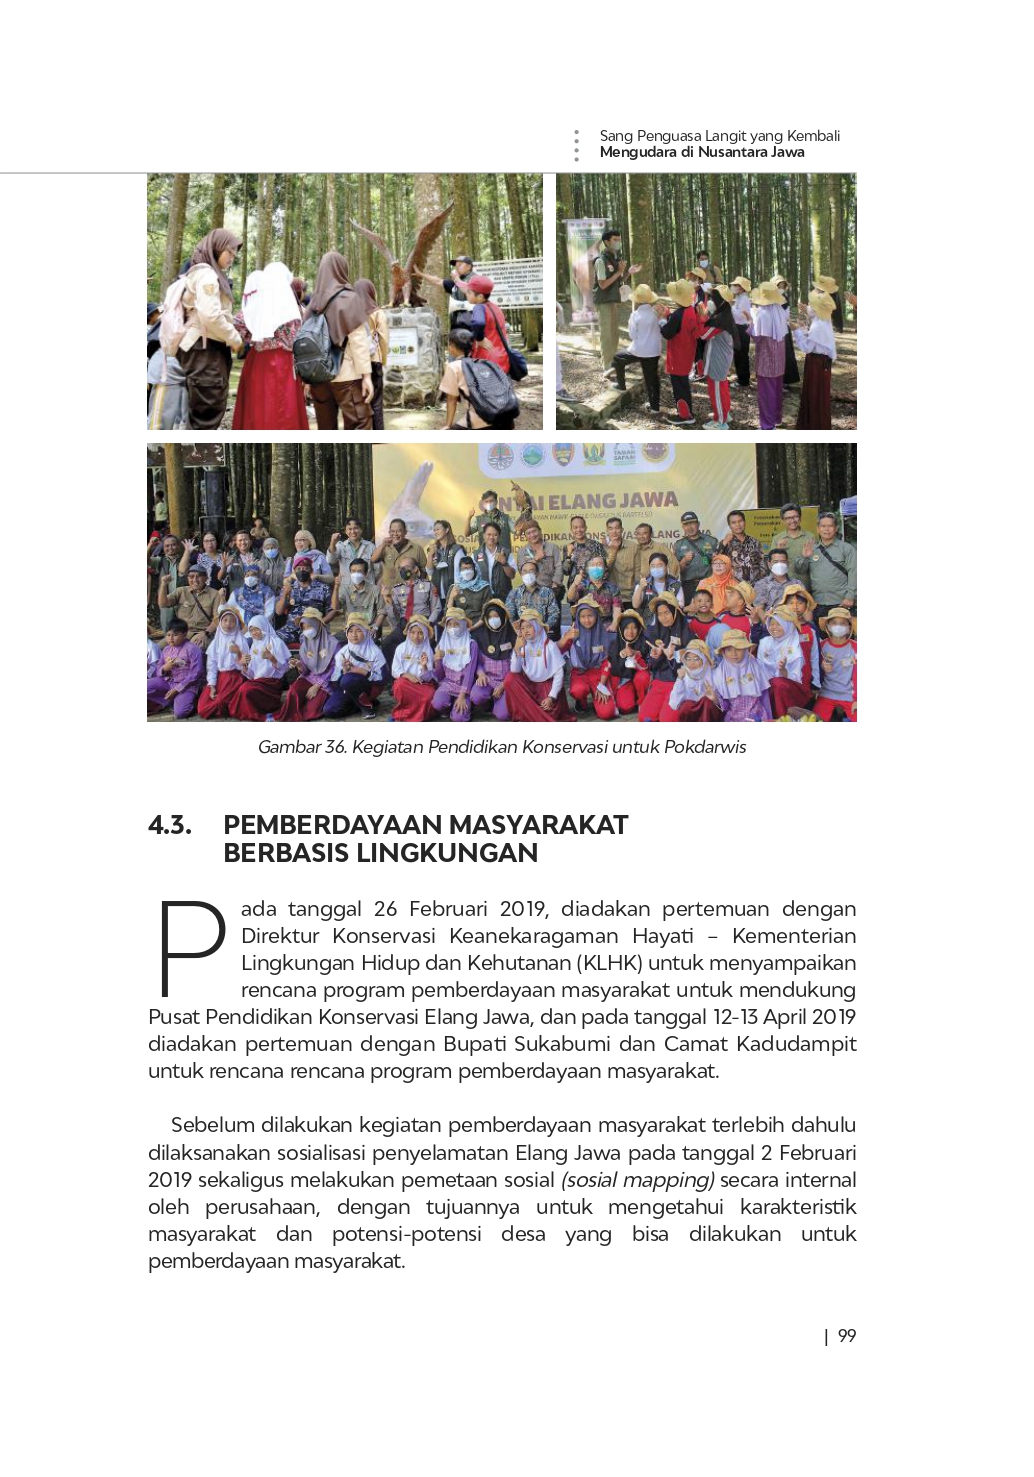 Sang Penguasa Langit yang Kembali
Mengudara di Nusantara Jawa
TAMAN
SAFARI
ELANG JAWA
Gambar 36. Kegiatan Pendidikan Konservasi untuk Pokdarwis
4.3. PEMBERDAYAAN MASYARAKAT
BERBASIS LINGKUNGAN
Pada tanggal 26 Februari 2019, diadakan pertemuan dengan
Direktur Konservasi Keanekaragaman Hayati – Kementerian
Lingkungan Hidup dan Kehutanan (KLHK) untuk menyampaikan
rencana program pemberdayaan masyarakat untuk mendukung
Pusat Pendidikan Konservasi Elang Jawa, dan pada tanggal 12-13 April 2019
diadakan pertemuan dengan Bupati Sukabumi dan Camat Kadudampit
untuk rencana rencana program pemberdayaan masyarakat.
Sebelum dilakukan kegiatan pemberdayaan masyarakat terlebih dahulu
dilaksanakan sosialisasi penyelamatan Elang Jawa pada tanggal 2 Februari
2019 sekaligus melakukan pemetaan sosial (sosial mapping) secara internal
oleh perusahaan, dengan tujuannya untuk mengetahui karakteristik
masyarakat dan potensi-potensi desa yang bisa dilakukan untuk
pemberdayaan masyarakat.
| 99